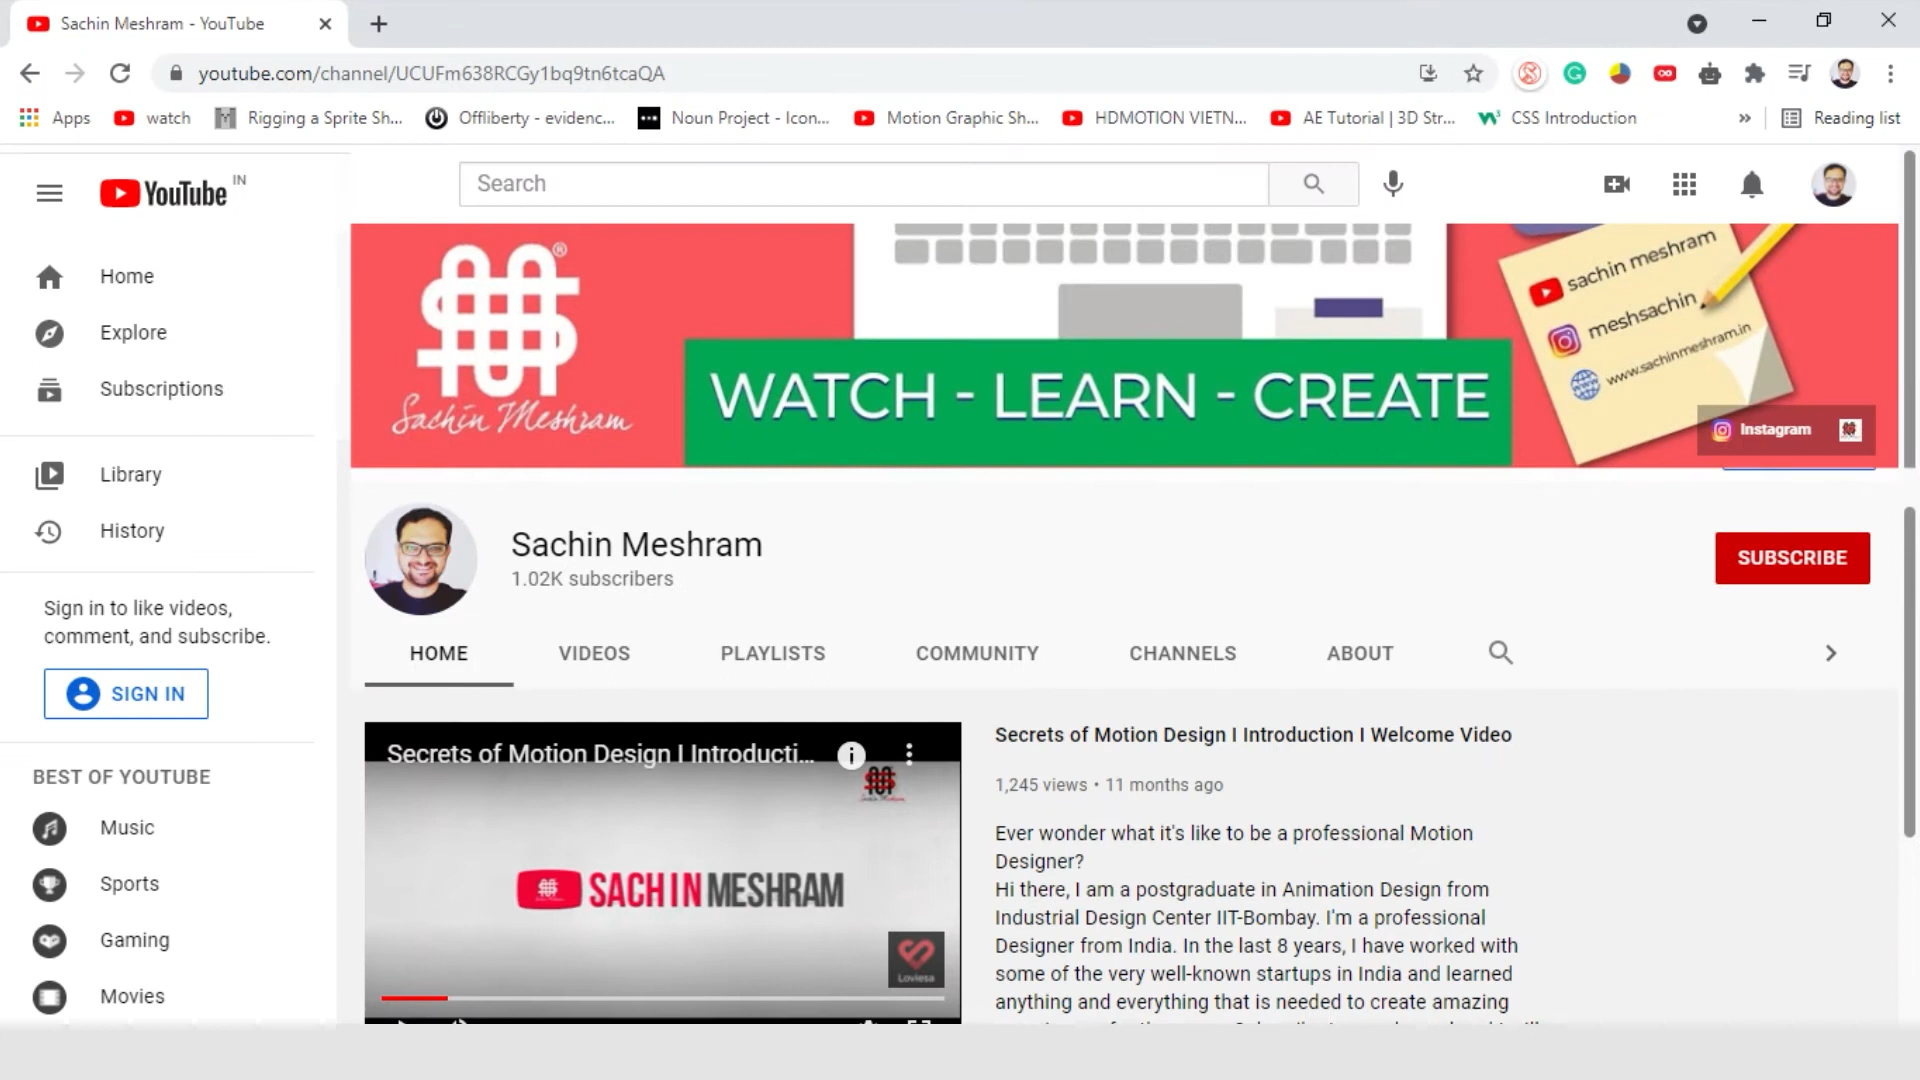 Sachin Meshram - YouTube
youtube.com/channel/UCUFm638RCGy1bq9tn6tcaQA
Apps
watch
Rigging a Sprite Sh...
Offliberty - evidenc...
Noun Project - Icon...
Motion Graphic Sh...
HDMOTION VIETN...
AE Tutorial | 3D Str...
CSS Introduction
Reading list
YouTube IN
Search
sachin meshram
meshsachin
www.sachinmeshram.in
Sachin Meshram
WATCH - LEARN - CREATE
Instagram
Home
Explore
Subscriptions
Library
History
Sign in to like videos,
comment, and subscribe.
SIGN IN
BEST OF YOUTUBE
Music
Sports
Gaming
Movies
Sachin Meshram
1.02K subscribers
SUBSCRIBE
HOME
VIDEOS
PLAYLISTS
COMMUNITY
CHANNELS
ABOUT
Secrets of Motion Design I Introducti...
SACHIN MESHRAM
Loviesa
Secrets of Motion Design I Introduction I Welcome Video
1,245 views • 11 months ago
Ever wonder what it's like to be a professional Motion
Designer?
Hi there, I am a postgraduate in Animation Design from
Industrial Design Center IIT-Bombay. I'm a professional
Designer from India. In the last 8 years, I have worked with
some of the very well-known startups in India and learned
anything and everything that is needed to create amazing